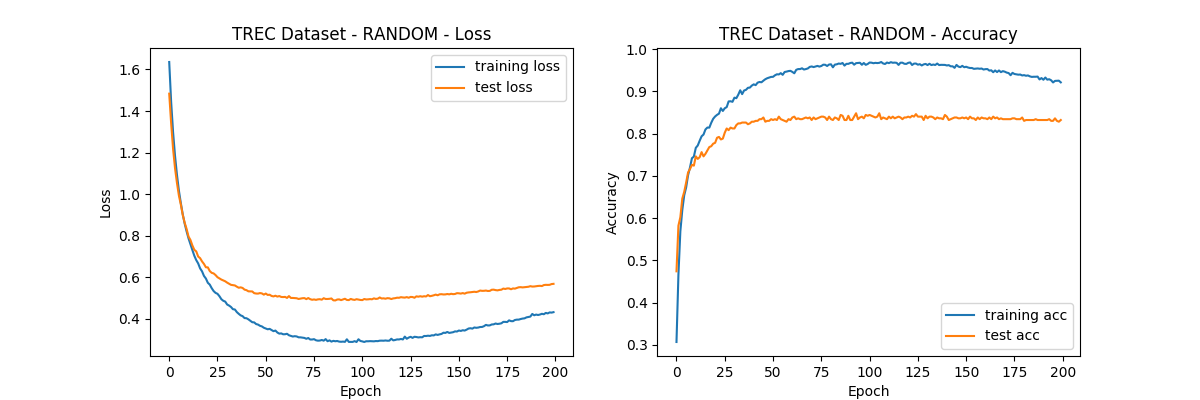 TREC Dataset - RANDOM - Loss
training loss
test loss
1.6
1.4
1.2
1.0
0.8
0.6
0.4
Loss
0 25 50 75 100 125 150 175 200
Epoch
TREC Dataset - RANDOM - Accuracy
1.0
0.9
0.8
0.7
0.6
0.5
0.4
0.3
Accuracy
training acc
test acc
0 25 50 75 100 125 150 175 200
Epoch